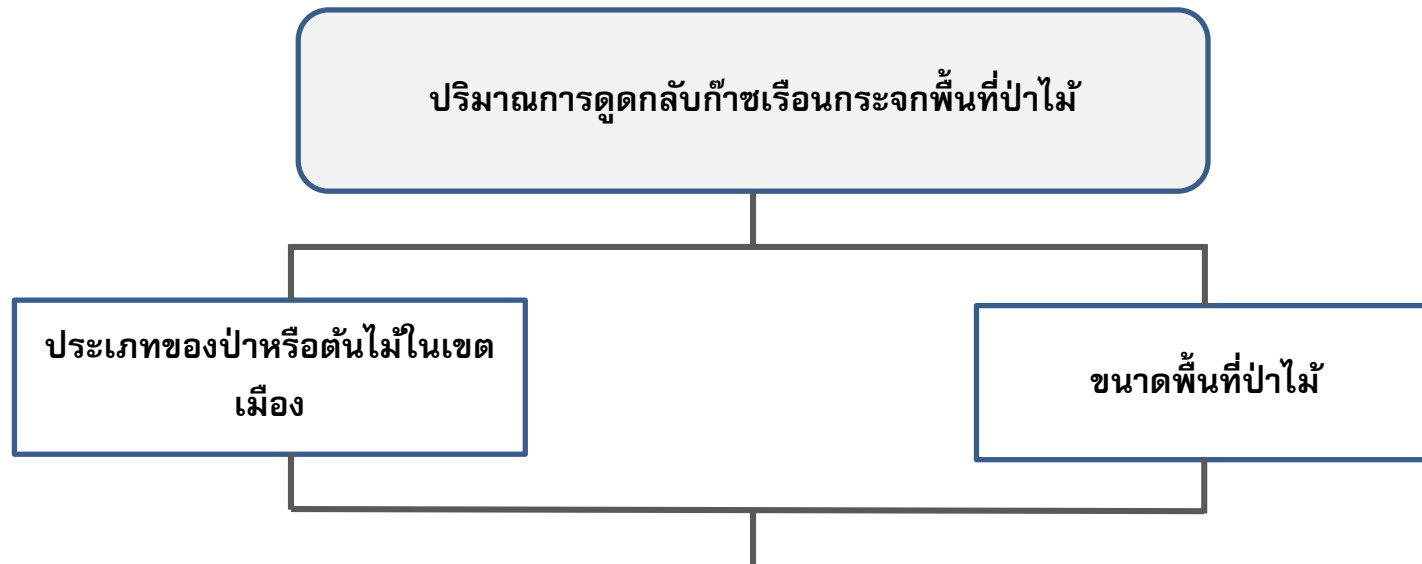 ปริมาณการดูดกลับก๊าซเรือนกระจกพื้นที่ป่าไม้
ประเภทของป่าหรือต้นไม้ในเขต
เมือง
ขนาดพื้นที่ป่าไม้